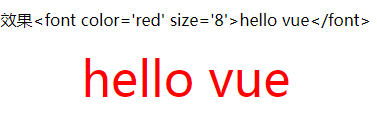 效果<font color='red' size='8'>hello vue</font>
hello vue